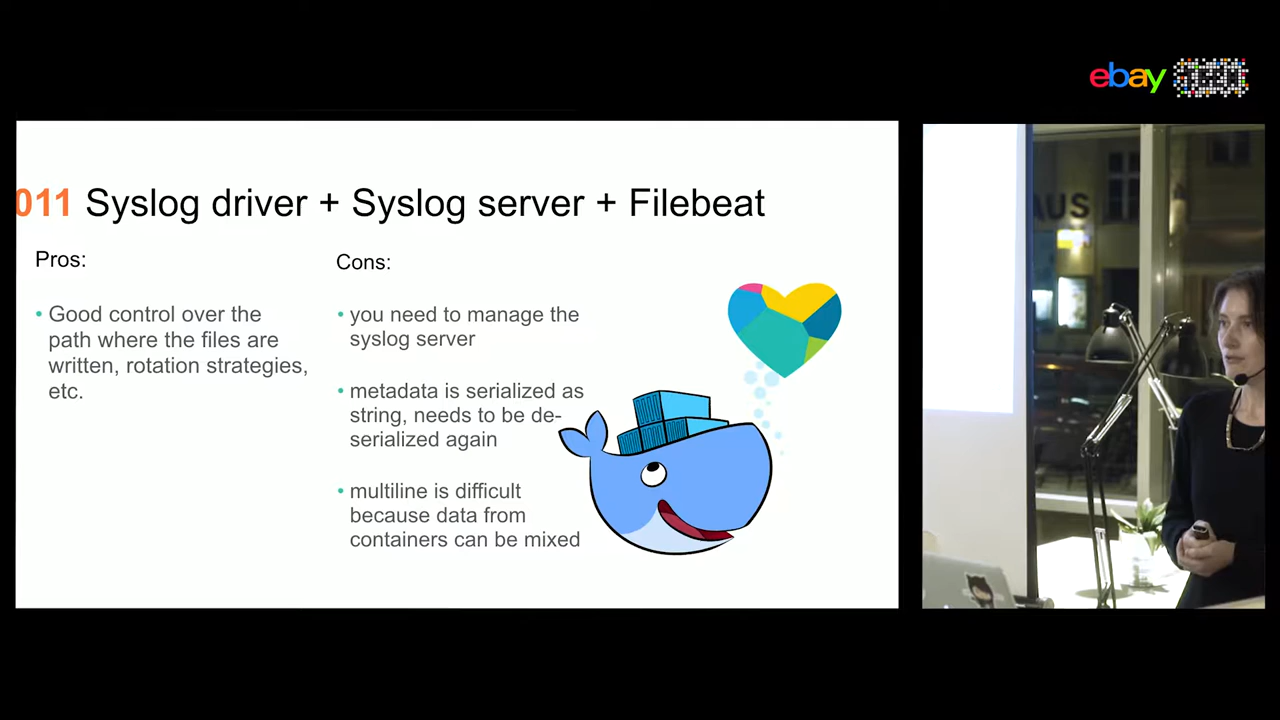 ebay
011 Syslog driver + Syslog server + Filebeat
Pros:
• Good control over the
path where the files are
written, rotation strategies,
etc.
Cons:
• you need to manage the
syslog server
• metadata is serialized as
string, needs to be de-
serialized again
• multiline is difficult
because data from
containers can be mixed
AUS